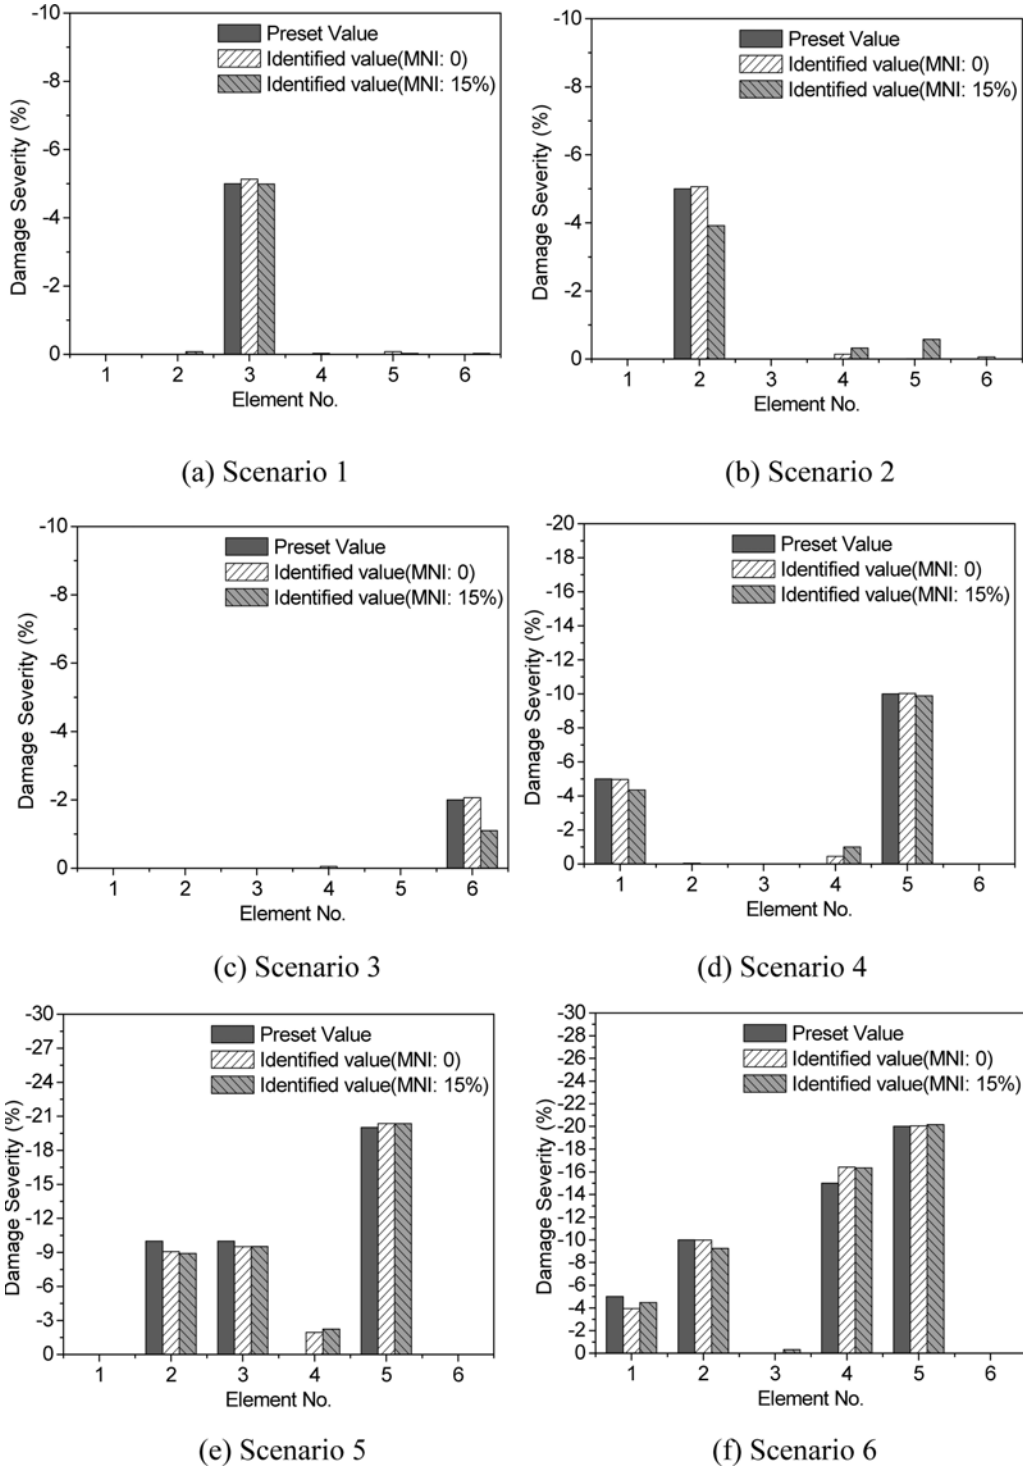 -10
-8
-6
-4
-2
0
Damage Severity (%)
Preset Value
Identified value(MNI: 0)
Identified value(MNI: 15%)
1 2 3 4 5 6
Element No.
(a) Scenario 1
-10
-8
-6
-4
-2
0
Damage Severity (%)
Preset Value
Identified value(MNI: 0)
Identified value(MNI: 15%)
1 2 3 4 5 6
Element No.
(b) Scenario 2
-10
-8
-6
-4
-2
0
Damage Severity (%)
Preset Value
Identified value(MNI: 0)
Identified value(MNI: 15%)
1 2 3 4 5 6
Element No.
(c) Scenario 3
-20
-18
-16
-14
-12
-10
-8
-6
-4
-2
0
Damage Severity (%)
Preset Value
Identified value(MNI: 0)
Identified value(MNI: 15%)
1 2 3 4 5 6
Element No.
(d) Scenario 4
-30
-27
-24
-21
-18
-15
-12
-9
-6
-3
0
Damage Severity (%)
Preset Value
Identified value(MNI: 0)
Identified value(MNI: 15%)
1 2 3 4 5 6
Element No.
(e) Scenario 5
-30
-28
-26
-24
-22
-20
-18
-16
-14
-12
-10
-8
-6
-4
-2
0
Damage Severity (%)
Preset Value
Identified value(MNI: 0)
Identified value(MNI: 15%)
1 2 3 4 5 6
Element No.
(f) Scenario 6